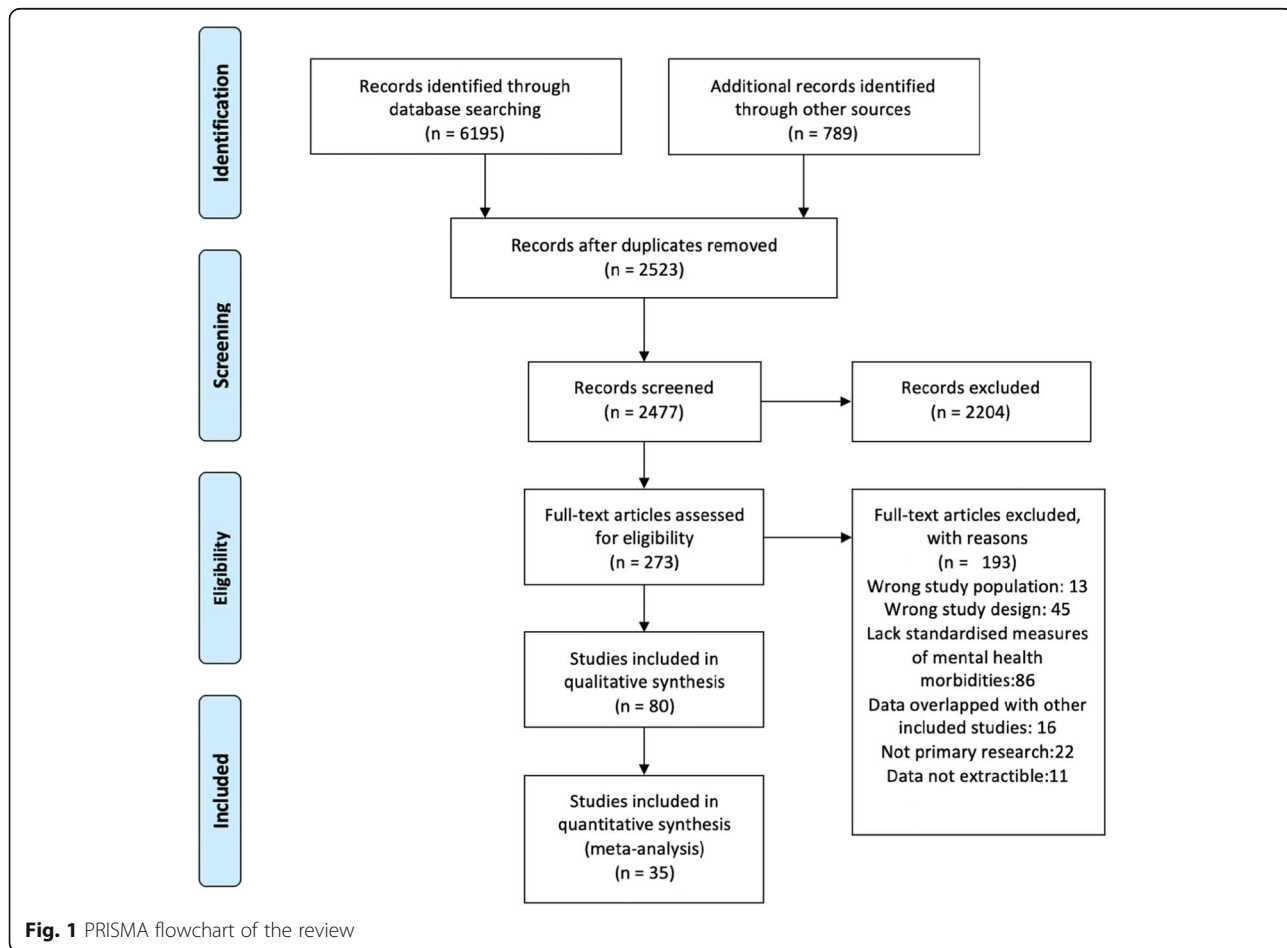 Identification
Records identified through
database searching
(n = 6195)
Additional records identified
through other sources
(n = 789)
Screening
Records after duplicates removed
(n = 2523)
Records screened
(n = 2477)
Records excluded
(n = 2204)
Eligibility
Full-text articles assessed
for eligibility
(n = 273)
Full-text articles excluded,
with reasons
(n = 193)
Wrong study population: 13
Wrong study design: 45
Lack standardised measures
of mental health
morbidities:86
Data overlapped with other
included studies: 16
Not primary research:22
Data not extractible:11
Studies included in
qualitative synthesis
(n = 80)
Included
Studies included in
quantitative synthesis
(meta-analysis)
(n = 35)
Fig. 1 PRISMA flowchart of the review